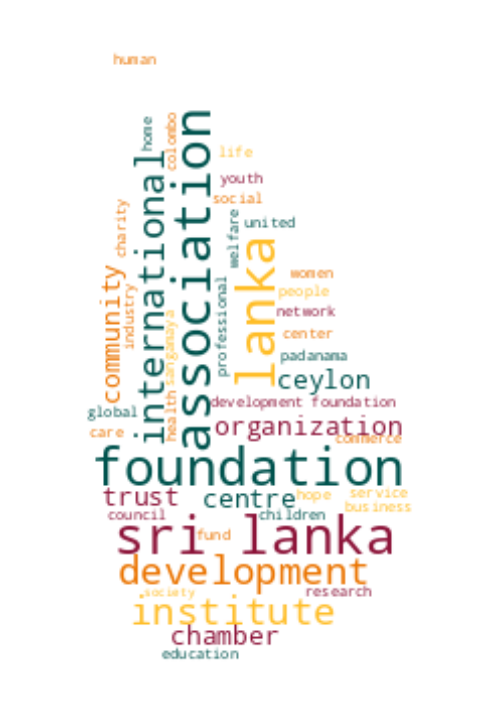 human
home
colombo
association
international
life
youth
social
charity
welfare
united
lanka
community
women
industry
professional
people
network
sangamaya
center
padanama
ceylon
health
development foundation
global
organization
care
commerce
foundation
trust
centre
hope
service
business
council
children
sri lanka
fund
development
society
research
institute
chamber
education